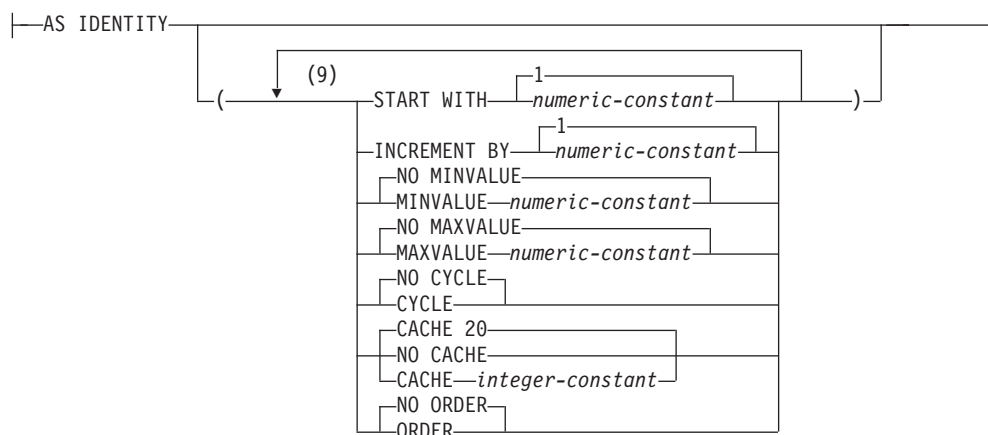 AS IDENTITY
(9) 1
( START WITH numeric-constant )
1
INCREMENT BY numeric-constant
NO MINVALUE
MINVALUE numeric-constant
NO MAXVALUE
MAXVALUE numeric-constant
NO CYCLE
CYCLE
CACHE 20
NO CACHE
CACHE integer-constant
NO ORDER
ORDER